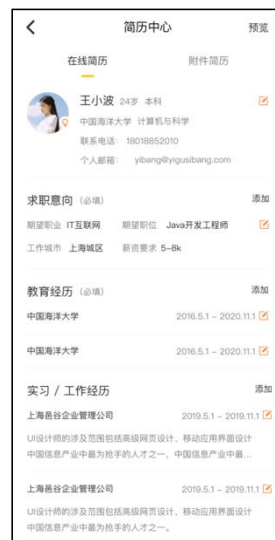 简历中心 预览
在线简历 附件简历
王小波 24岁 本科
中国海洋大学 计算机与科学
联系电话： 18018852010
个人邮箱： yibang@yigusibang.com
求职意向（必填） 添加
期望职业 IT互联网 期望职位 Java开发工程师
工作城市 上海城区 薪资要求 5-8k
教育经历（必填） 添加
中国海洋大学 2016.5.1 - 2020.11.1
中国海洋大学 2016.5.1 - 2020.11.1
实习 / 工作经历 添加
上海邑谷企业管理公司 2019.5.1 - 2019.11.1
UI设计师的涉及范围包括高级网页设计、移动应用界面设计
中国信息产业中最为抢手的人才之一，中国信息产业中最...
上海邑谷企业管理公司 2019.5.1 - 2019.11.1
UI设计师的涉及范围包括高级网页设计、移动应用界面设计
中国信息产业中最为抢手的人才之一。